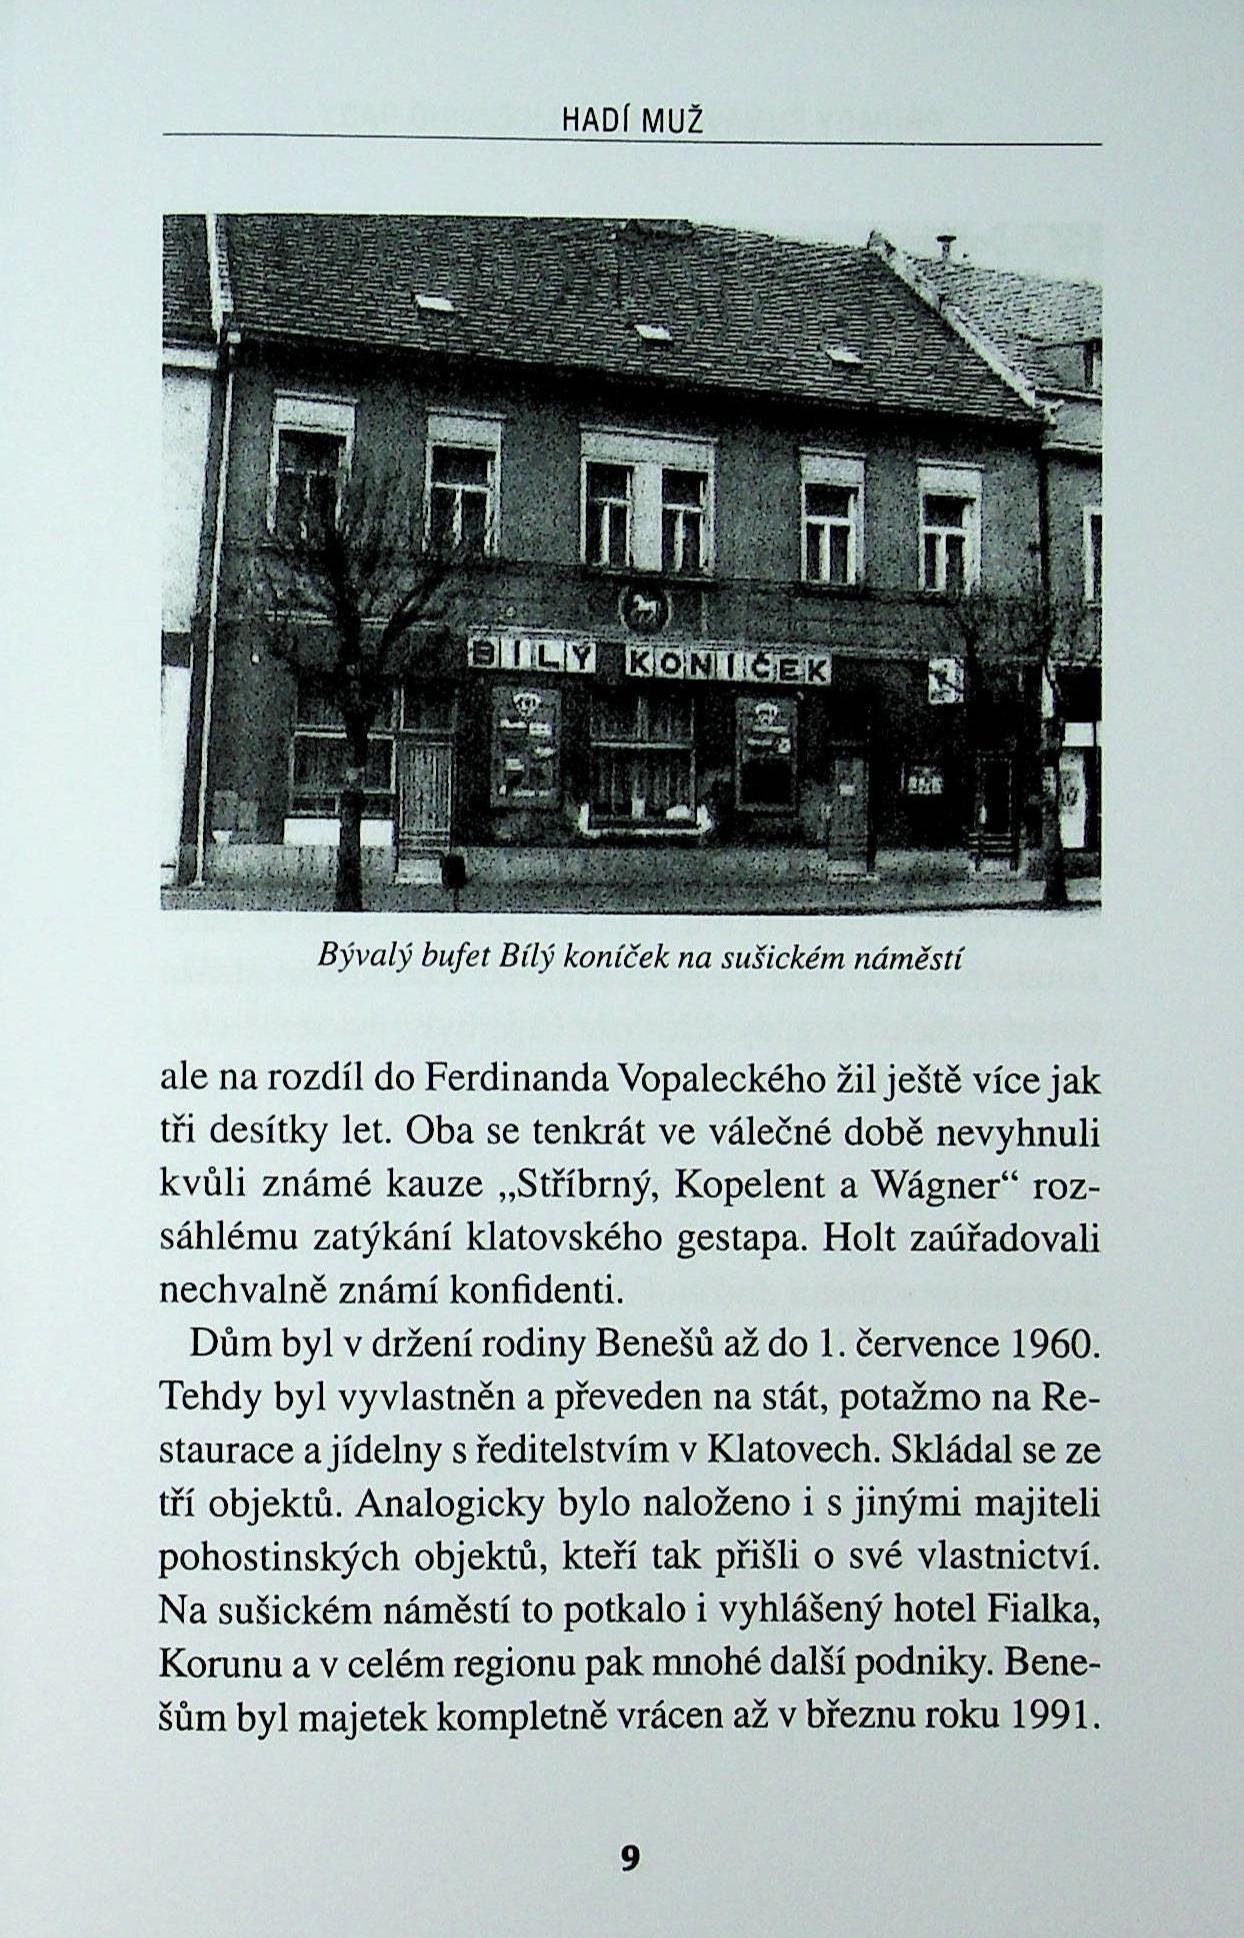 HADÍ MUŽ
BÍLÝ KONÍČEK
Bývalý bufet Bílý koníček na sušickém náměstí
ale na rozdíl do Ferdinanda Vopaleckého žil ještě více jak
tři desítky let. Oba se tenkrát ve válečné době nevyhnuli
kvůli známé kauze „Stříbrný, Kopelent a Wágner“ roz-
sáhlému zatýkání klatovského gestapa. Holt zaúřadovali
nechvalně známí konfidenti.
Dům byl v držení rodiny Benešů až do 1. července 1960.
Tehdy byl vyvlastněn a převeden na stát, potažmo na Re-
staurace a jídelny s ředitelstvím v Klatovech. Skládal se ze
tří objektů. Analogicky bylo naloženo i s jinými majiteli
pohostinských objektů, kteří tak přišli o své vlastnictví.
Na sušickém náměstí to potkalo i vyhlášený hotel Fialka,
Korunu a v celém regionu pak mnohé další podniky. Bene-
šům byl majetek kompletně vrácen až v březnu roku 1991.
9